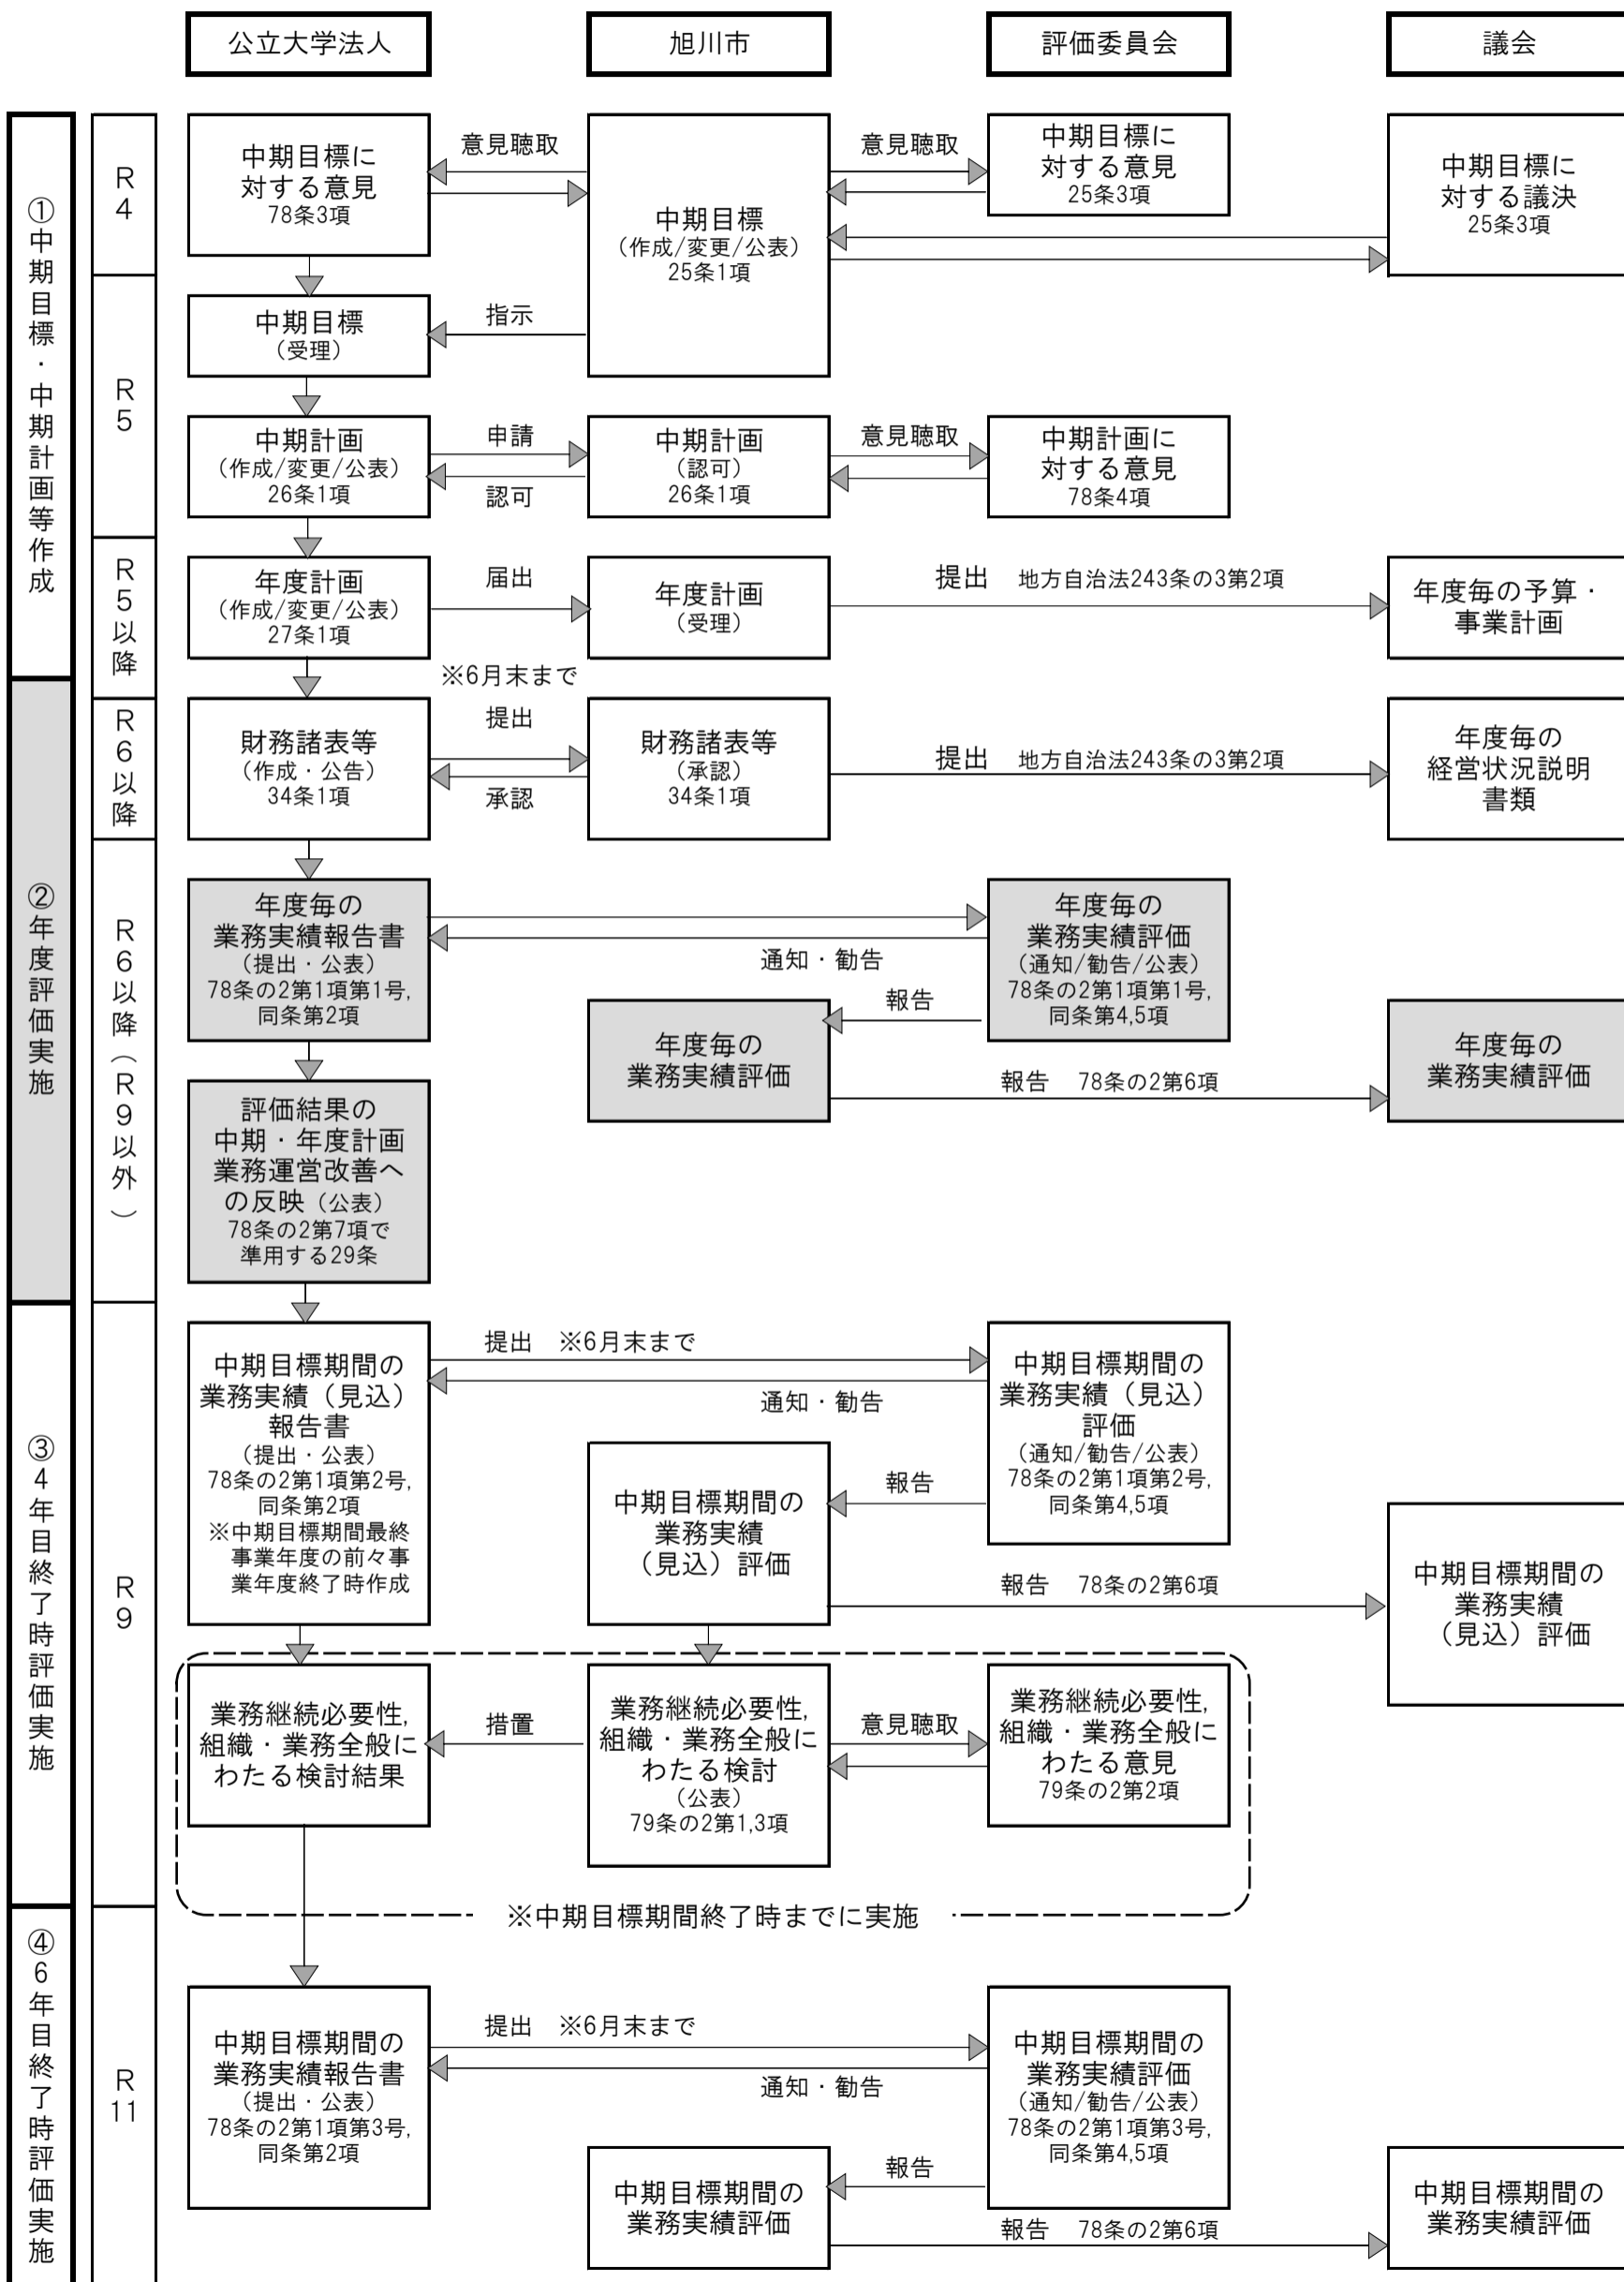 公立大学法人
旭川市
評価委員会
議会
①中期目標・中期計画等作成
R4
中期目標に
対する意見
78条3項
意見聴取
中期目標
（作成/変更/公表）
25条1項
意見聴取
中期目標に
対する意見
25条3項
中期目標に
対する議決
25条3項
R5
中期目標
（受理）
指示
中期計画
（作成/変更/公表）
26条1項
申請
認可
中期計画
（認可）
26条1項
意見聴取
中期計画に
対する意見
78条4項
R5以降
年度計画
（作成/変更/公表）
27条1項
届出
年度計画
（受理）
提出　地方自治法243条の3第2項
年度毎の予算・
事業計画
②年度評価実施
R6以降
※6月末まで
財務諸表等
（作成・公告）
34条1項
提出
承認
財務諸表等
（承認）
34条1項
提出　地方自治法243条の3第2項
年度毎の
経営状況説明
書類
R6以降（R9以外）
年度毎の
業務実績報告書
（提出・公表）
78条の2第1項第1号,
同条第2項
通知・勧告
年度毎の
業務実績評価
（通知/勧告/公表）
78条の2第1項第1号,
同条第4,5項
報告
年度毎の
業務実績評価
報告　78条の2第6項
年度毎の
業務実績評価
評価結果の
中期・年度計画
業務運営改善へ
の反映（公表）
78条の2第7項で
準用する29条
③4年目終了時評価実施
R9
中期目標期間の
業務実績（見込）
報告書
（提出・公表）
78条の2第1項第2号,
同条第2項
※中期目標期間最終
事業年度の前々事
業年度終了時作成
提出　※6月末まで
通知・勧告
中期目標期間の
業務実績（見込）
評価
（通知/勧告/公表）
78条の2第1項第2号,
同条第4,5項
報告
中期目標期間の
業務実績
（見込）評価
報告　78条の2第6項
中期目標期間の
業務実績
（見込）評価
業務継続必要性,
組織・業務全般に
わたる検討結果
措置
業務継続必要性,
組織・業務全般に
わたる検討
（公表）
79条の2第1,3項
意見聴取
業務継続必要性,
組織・業務全般に
わたる意見
79条の2第2項
※中期目標期間終了時までに実施
④6年目終了時評価実施
R11
中期目標期間の
業務実績報告書
（提出・公表）
78条の2第1項第3号,
同条第2項
提出　※6月末まで
通知・勧告
中期目標期間の
業務実績評価
（通知/勧告/公表）
78条の2第1項第3号,
同条第4,5項
報告
中期目標期間の
業務実績評価
報告　78条の2第6項
中期目標期間の
業務実績評価